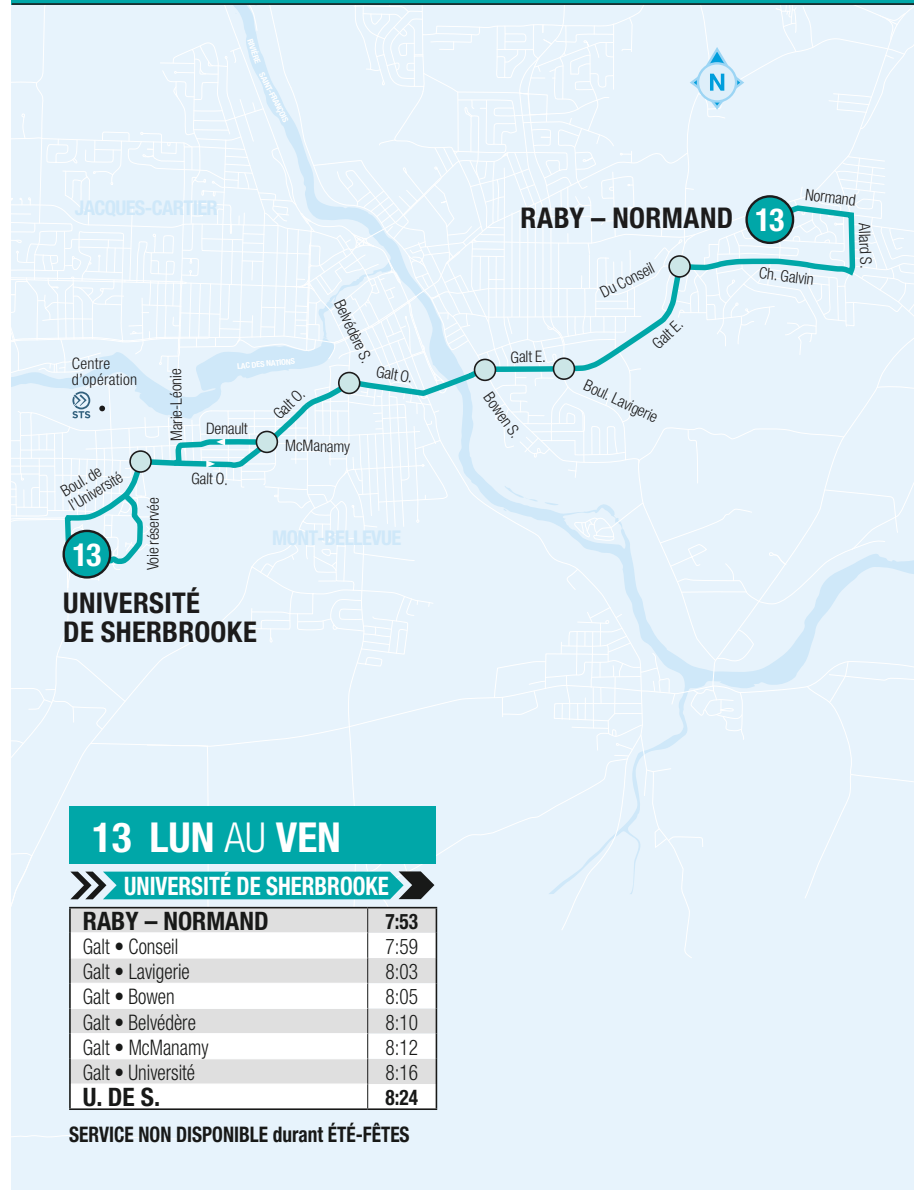 RIVIÈRE SAINT-FRANÇOIS
N
JACQUES-CARTIER
RABY – NORMAND
13
Normand
Allard S.
Du Conseil
Ch. Galvin
Galt E.
Belvédère S.
Galt E.
Centre
d'opération
STS
LAC DES NATIONS
Galt O.
Boul. Lavigerie
Bowen S.
Marie-Léonie
Galt O.
Denault
McManamy
Galt O.
Boul. de
l'Université
Voie réservée
MONT-BELLEVUE
13
UNIVERSITÉ
DE SHERBROOKE
13 LUN AU VEN
UNIVERSITÉ DE SHERBROOKE
RABY – NORMAND 7:53
Galt • Conseil 7:59
Galt • Lavigerie 8:03
Galt • Bowen 8:05
Galt • Belvédère 8:10
Galt • McManamy 8:12
Galt • Université 8:16
U. DE S. 8:24
SERVICE NON DISPONIBLE durant ÉTÉ-FÊTES